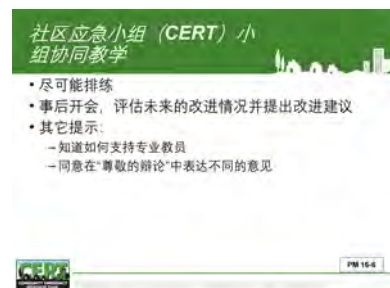 社区应急小组（CERT）小
组协同教学
• 尽可能排练
• 事后开会，评估未来的改进情况并提出改进建议
• 其它提示：
→知道如何支持专业教员
→同意在“尊敬的辩论”中表达不同的意见
CERT
PM 16-6